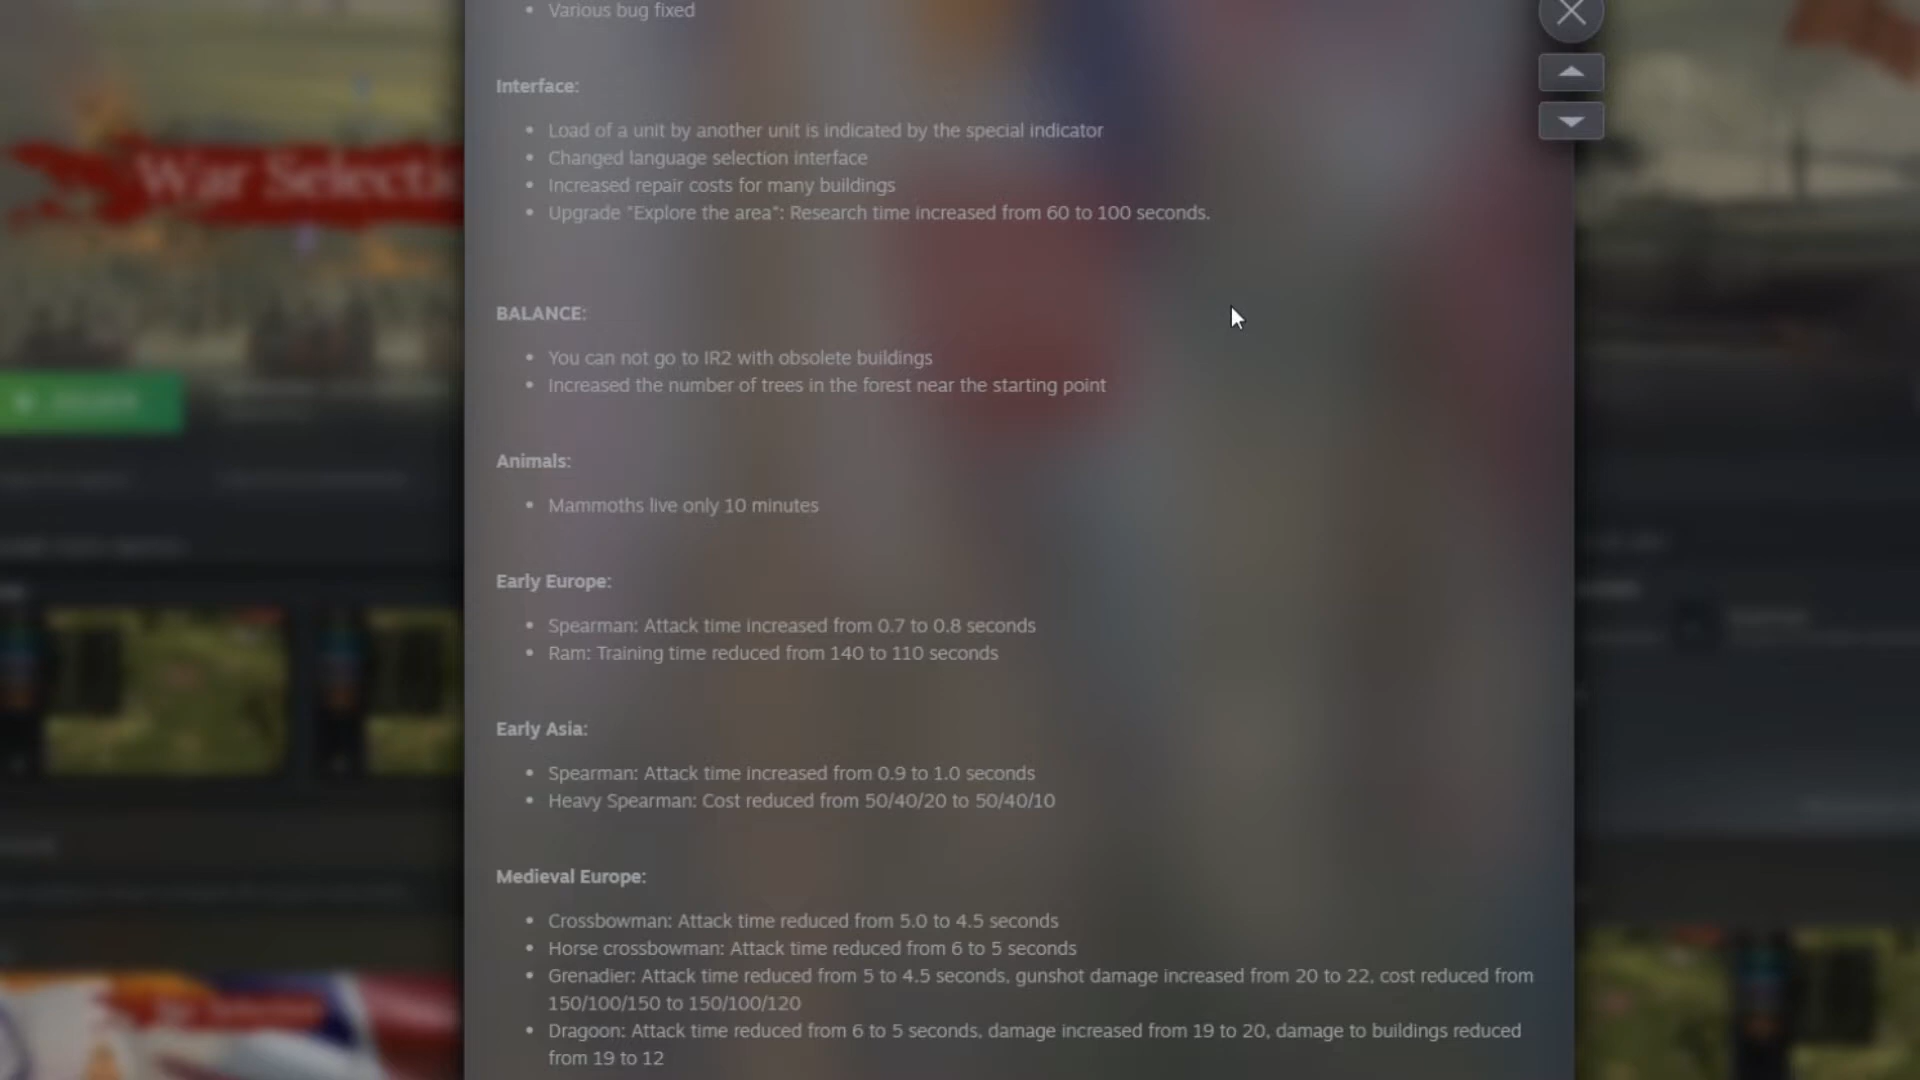 Various bug fixed
Interface:
Load of a unit by another unit is indicated by the special indicator
Changed language selection interface
Increased repair costs for many buildings
Upgrade "Explore the area": Research time increased from 60 to 100 seconds.
War Selectio
BALANCE:
You can not go to IR2 with obsolete buildings
Increased the number of trees in the forest near the starting point
Animals:
Mammoths live only 10 minutes
Early Europe:
Spearman: Attack time increased from 0.7 to 0.8 seconds
Ram: Training time reduced from 140 to 110 seconds
Early Asia:
Spearman: Attack time increased from 0.9 to 1.0 seconds
Heavy Spearman: Cost reduced from 50/40/20 to 50/40/10
Medieval Europe:
Crossbowman: Attack time reduced from 5.0 to 4.5 seconds
Horse crossbowman: Attack time reduced from 6 to 5 seconds
Grenadier: Attack time reduced from 5 to 4.5 seconds, gunshot damage increased from 20 to 22, cost reduced from
150/100/150 to 150/100/120
Dragoon: Attack time reduced from 6 to 5 seconds, damage increased from 19 to 20, damage to buildings reduced
from 19 to 12